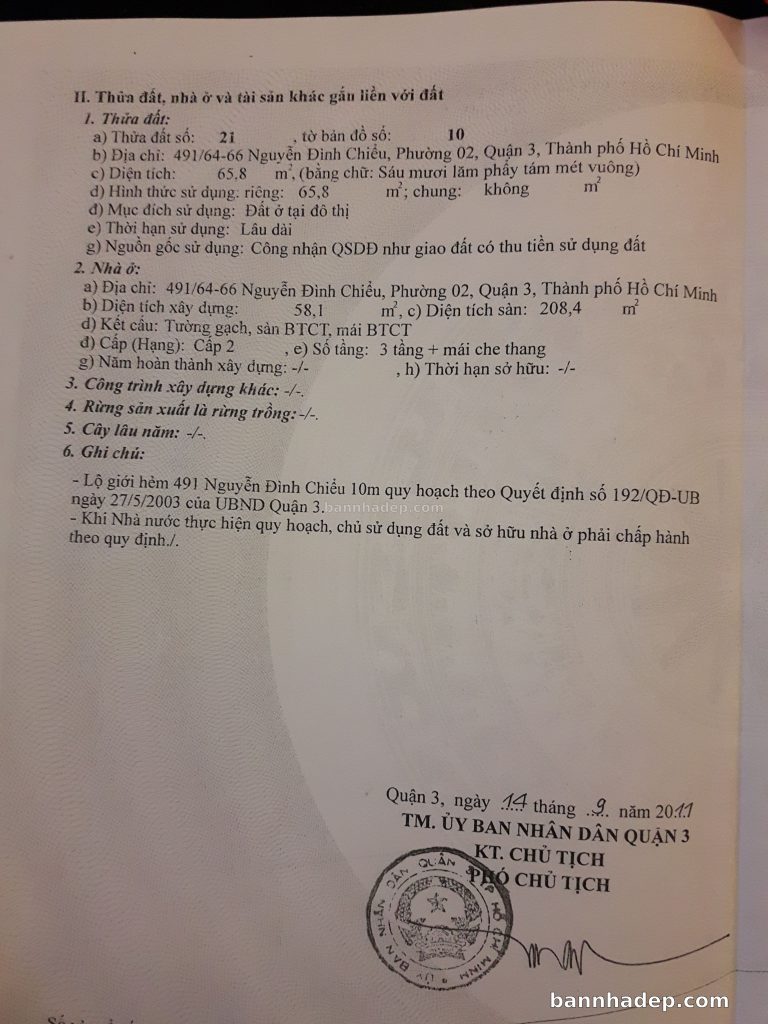 II. Thửa đất, nhà ở và tài sản khác gắn liền với đất
1. Thửa đất:
a) Thửa đất số: 21 , tờ bản đồ số: 10
b) Địa chỉ: 491/64-66 Nguyễn Đình Chiểu, Phường 02, Quận 3, Thành phố Hồ Chí Minh
c) Diện tích: 65,8 m², (bằng chữ: Sáu mươi lăm phẩy tám mét vuông)
d) Hình thức sử dụng: riêng: 65,8 m²; chung: không m²
đ) Mục đích sử dụng: Đất ở tại đô thị
e) Thời hạn sử dụng: Lâu dài
g) Nguồn gốc sử dụng: Công nhận QSDĐ như giao đất có thu tiền sử dụng đất
2. Nhà ở:
a) Địa chỉ: 491/64-66 Nguyễn Đình Chiểu, Phường 02, Quận 3, Thành phố Hồ Chí Minh
b) Diện tích xây dựng: 58,1 m², c) Diện tích sàn: 208,4 m²
d) Kết cấu: Tường gạch, sàn BTCT, mái BTCT
đ) Cấp (Hạng): Cấp 2 , e) Số tầng: 3 tầng + mái che thang
g) Năm hoàn thành xây dựng: -/- , h) Thời hạn sở hữu: -/-
3. Công trình xây dựng khác: -/-.
4. Rừng sản xuất là rừng trồng: -/-.
5. Cây lâu năm: -/-.
6. Ghi chú:
- Lộ giới hẻm 491 Nguyễn Đình Chiểu 10m quy hoạch theo Quyết định số 192/QĐ-UB
ngày 27/5/2003 của UBND Quận 3.
bannhadep.com
- Khi Nhà nước thực hiện quy hoạch, chủ sử dụng đất và sở hữu nhà ở phải chấp hành
theo quy định./.
Quận 3, ngày 14 tháng 9 năm 2011
TM. ỦY BAN NHÂN DÂN QUẬN 3
KT. CHỦ TỊCH
PHÓ CHỦ TỊCH
ỦY BAN NHÂN DÂN QUẬN 3 TP HỒ CHÍ MINH
bannhadep.com